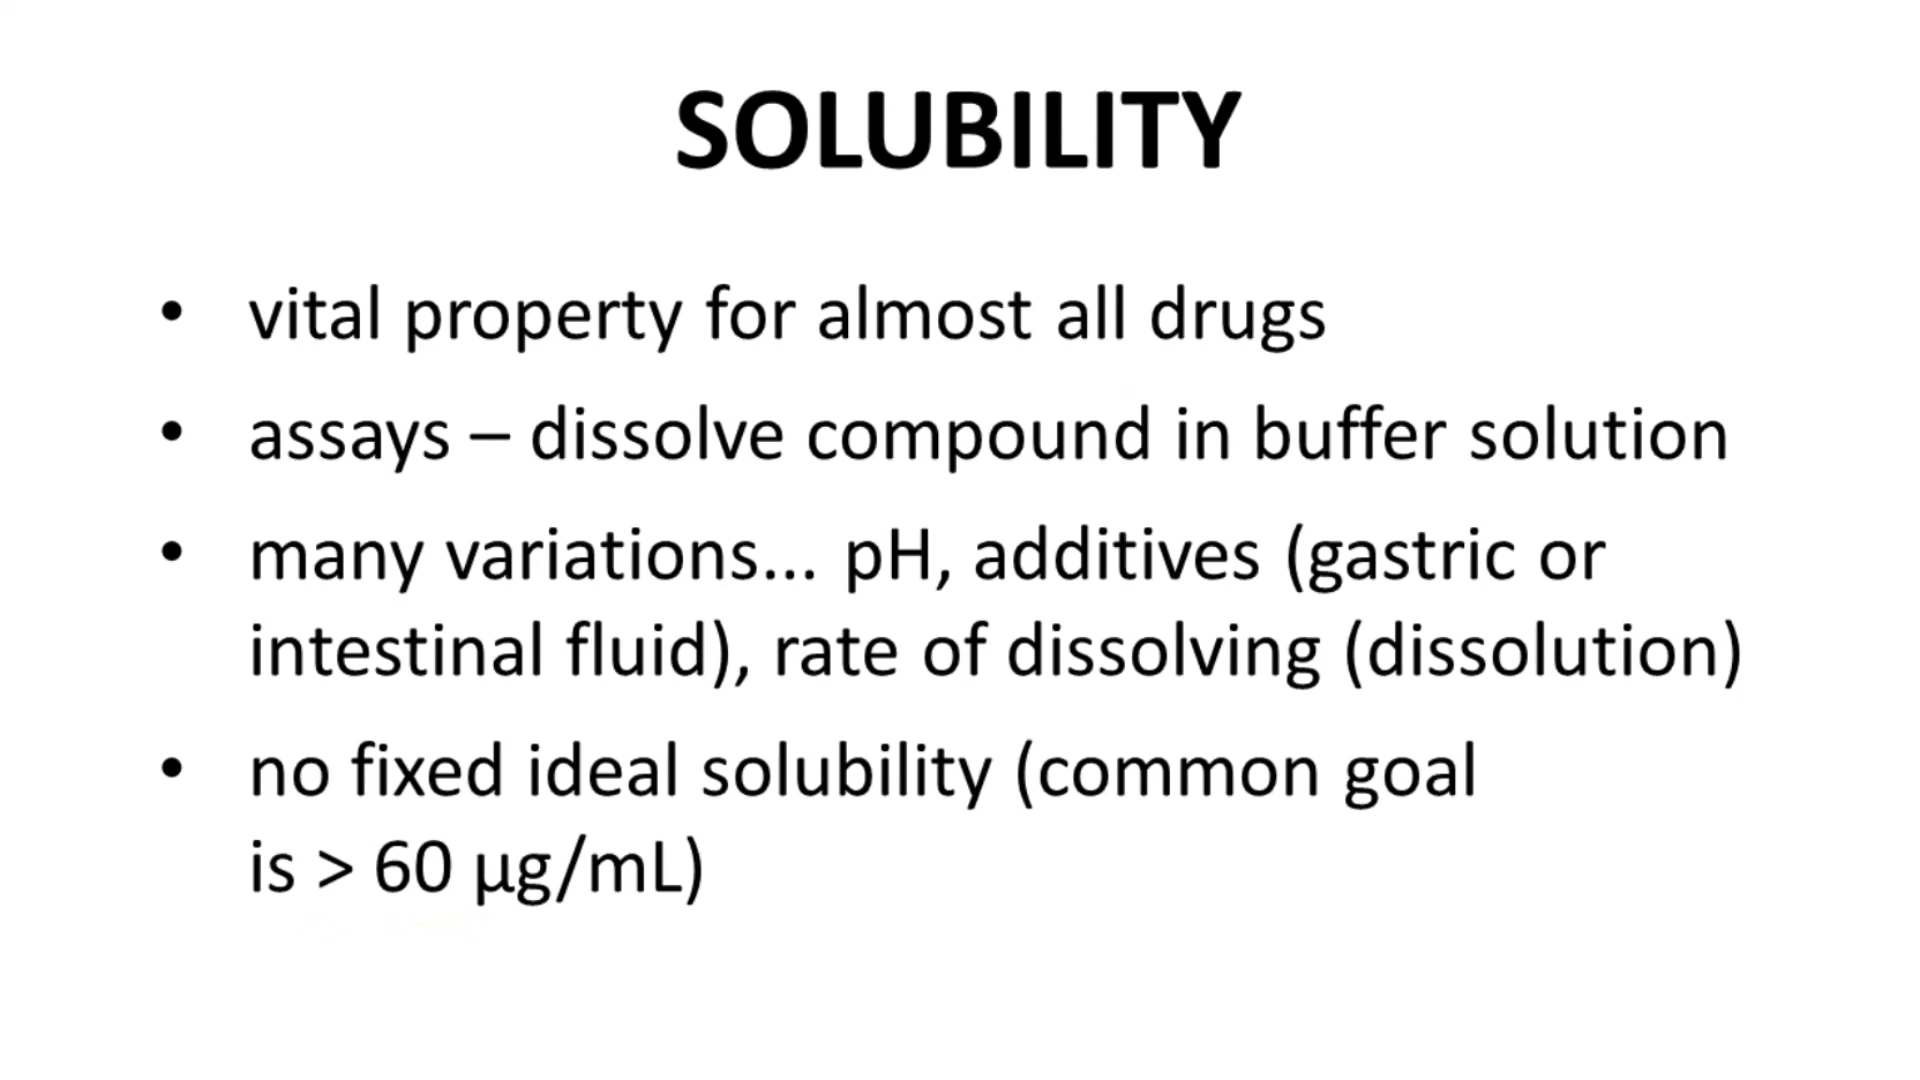 SOLUBILITY
• vital property for almost all drugs
• assays – dissolve compound in buffer solution
• many variations... pH, additives (gastric or
intestinal fluid), rate of dissolving (dissolution)
• no fixed ideal solubility (common goal
is > 60 µg/mL)